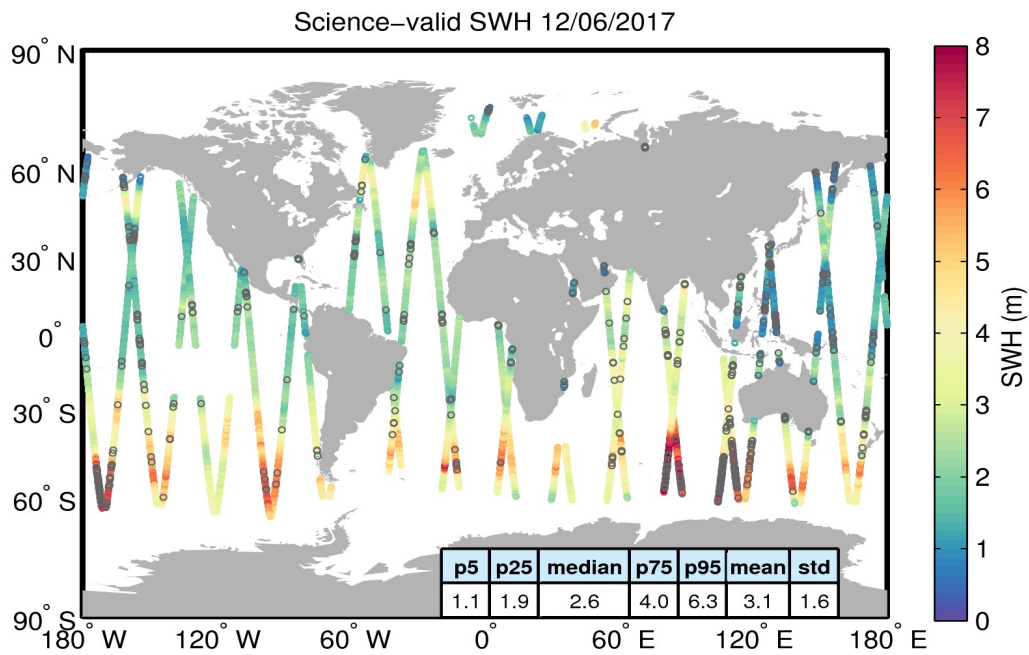 Science−valid SWH 12/06/2017
90° N
60° N
30° N
0°
30° S
60° S
90° S
180° W
120° W
60° W
0°
60° E
120° E
180° E
p5 p25 median p75 p95 mean std
1.1 1.9 2.6 4.0 6.3 3.1 1.6
8
7
6
5
4
3
2
1
0
SWH (m)